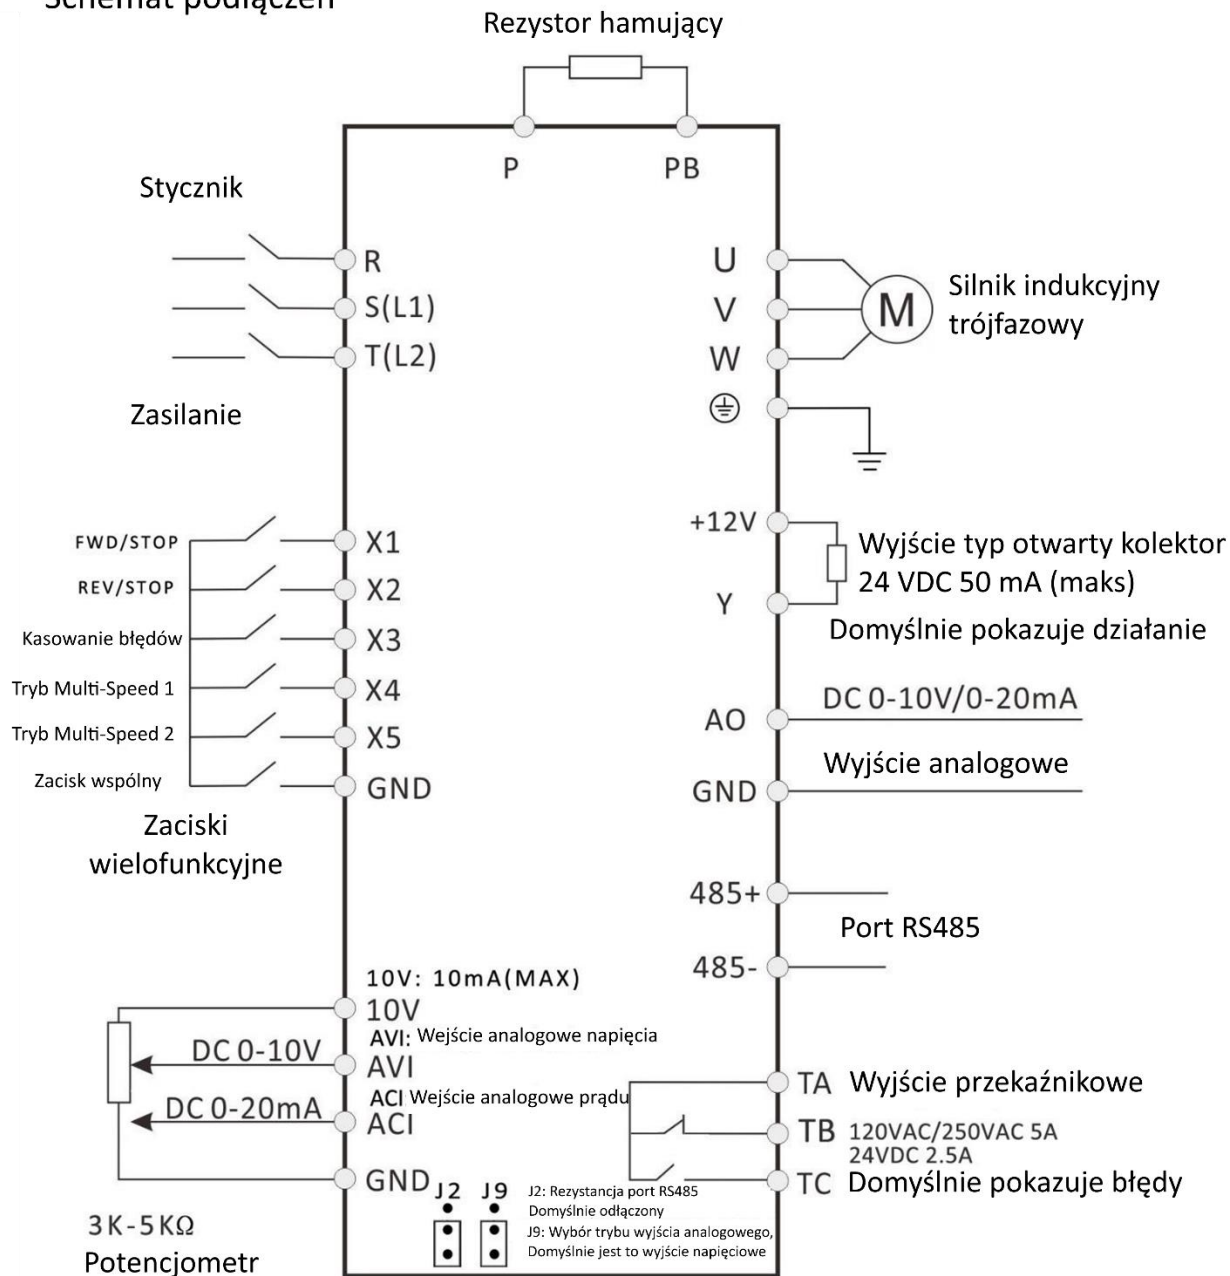 Schemat podłączeń
Rezystor hamujący
P
PB
Stycznik
R
S(L1)
T(L2)
Zasilanie
U
V
W
M
Silnik indukcyjny
trójfazowy
FWD/STOP
X1
REV/STOP
X2
Kasowanie błędów
X3
Tryb Multi-Speed 1
X4
Tryb Multi-Speed 2
X5
Zacisk wspólny
GND
Zaciski
wielofunkcyjne
+12V
Y
Wyjście typ otwarty kolektor
24 VDC 50 mA (maks)
Domyślnie pokazuje działanie
AO
DC 0-10V/0-20mA
Wyjście analogowe
GND
485+
Port RS485
485-
10V: 10mA(MAX)
10V
AVI: Wejście analogowe napięcia
DC 0-10V
AVI
ACI Wejście analogowe prądu
DC 0-20mA
ACI
GND
3K-5KΩ
Potencjometr
TA
Wyjście przekaźnikowe
TB
120VAC/250VAC 5A
24VDC 2.5A
TC
Domyślnie pokazuje błędy
J2
J9
J2: Rezystancja port RS485
Domyślnie odłączony
J9: Wybór trybu wyjścia analogowego,
Domyślnie jest to wyjście napięciowe